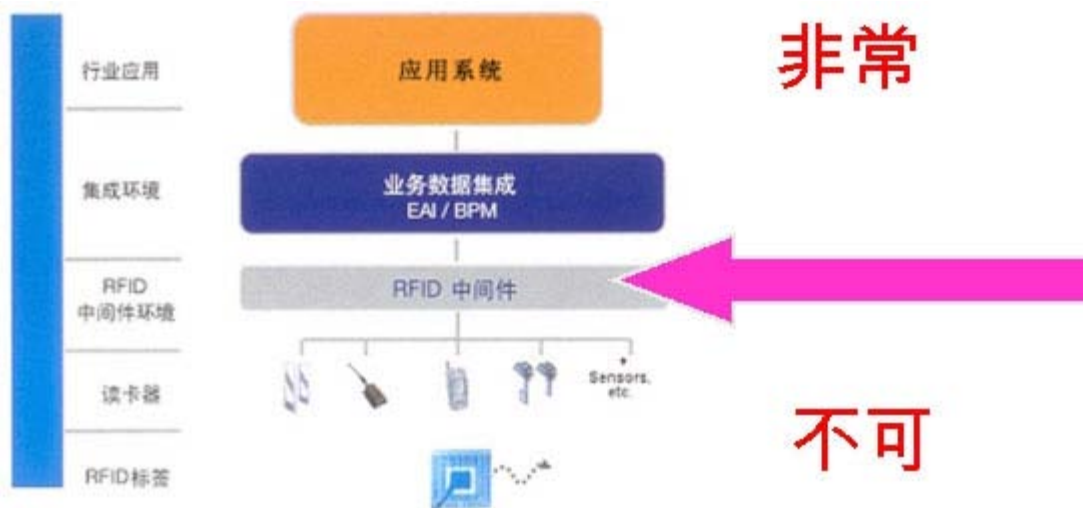 非常
行业应用
应用系统
集成环境
业务数据集成
EAI / BPM
RFID
中间件环境
RFID 中间件
读卡器
Sensors,
etc.
不可
RFID标签